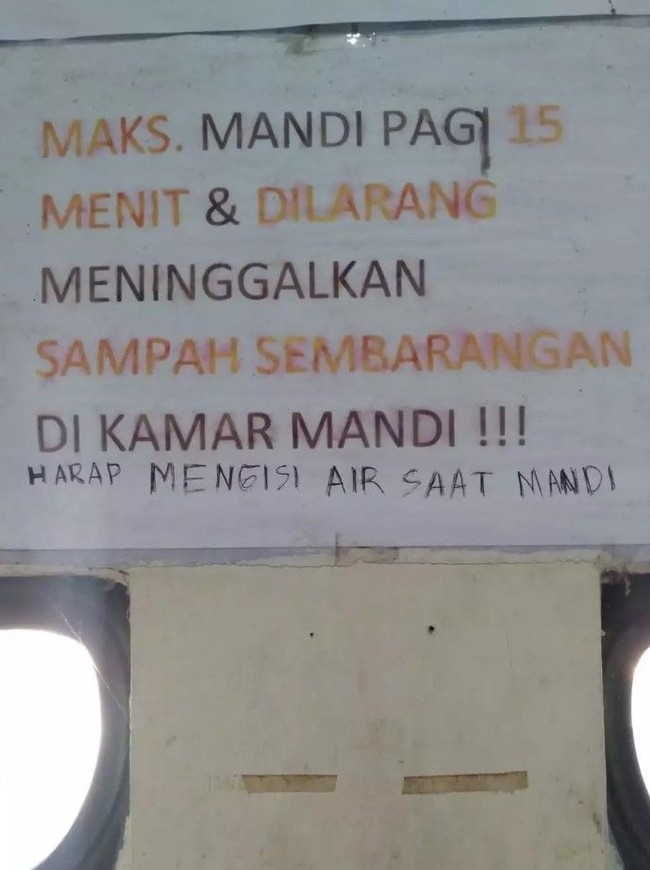 MAKS. MANDI PAGI 15
MENIT & DILARANG
MENINGGALKAN
SAMPAH SEMBARANGAN
DI KAMAR MANDI !!!
HARAP MENGISI AIR SAAT MANDI